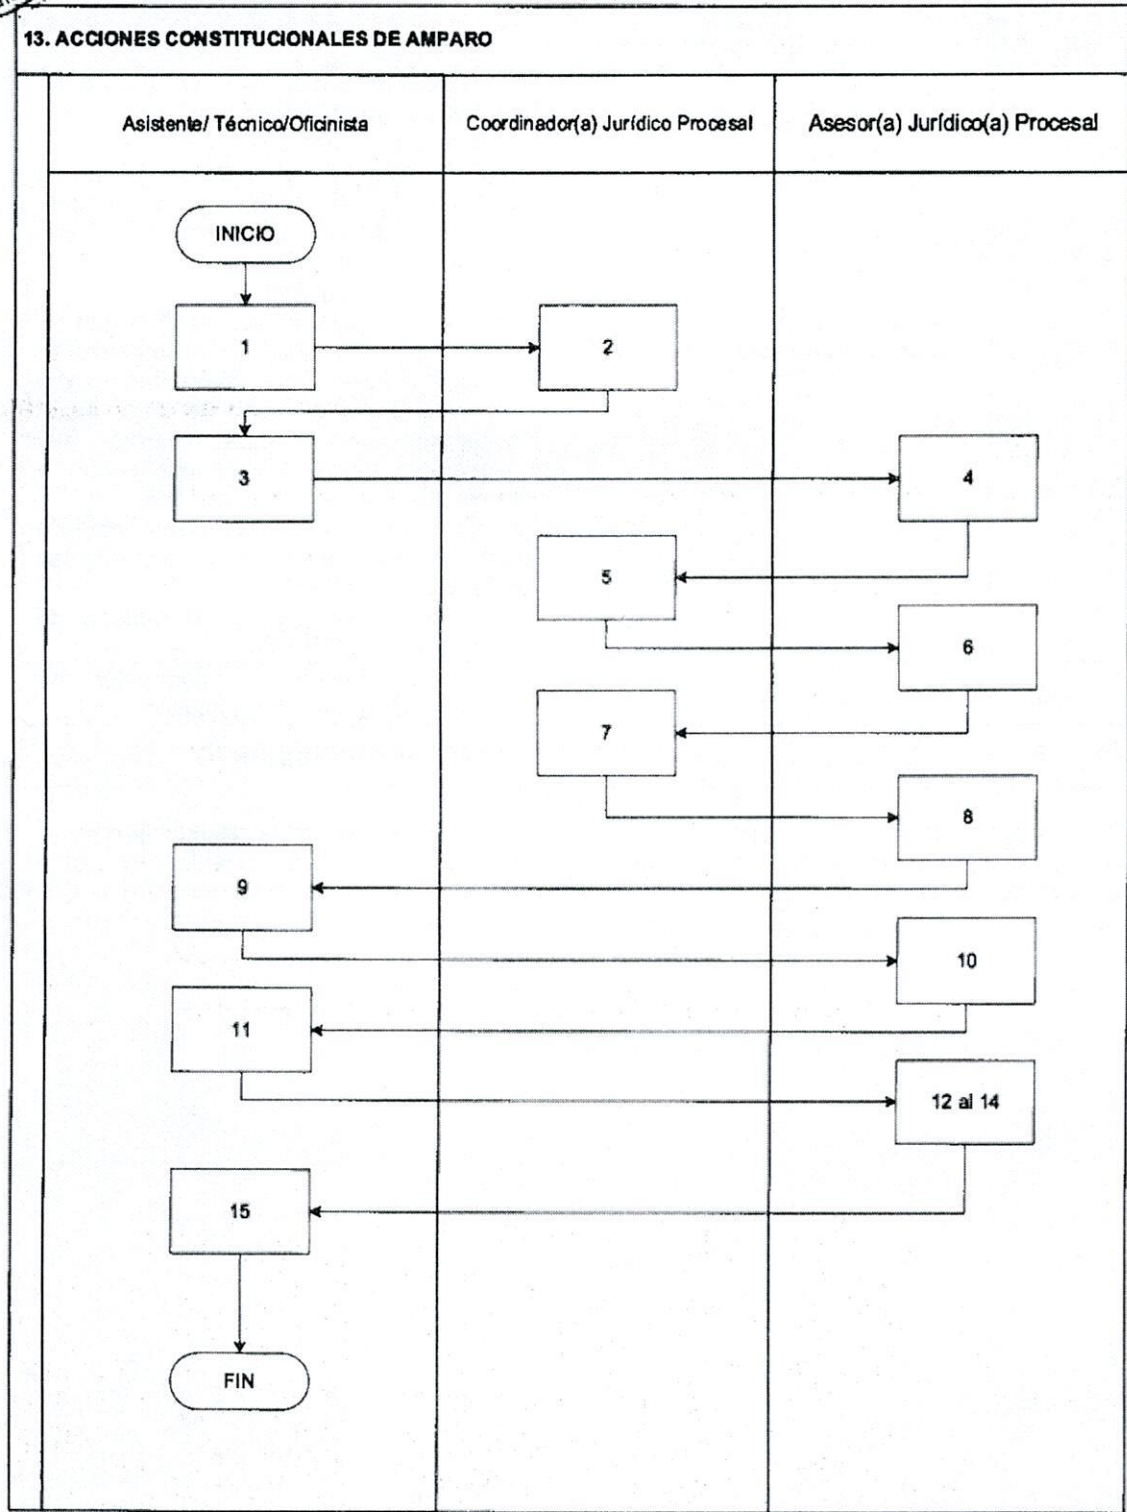 13. ACCIONES CONSTITUCIONALES DE AMPARO
Asistente/ Técnico/Oficinista
Coordinador(a) Jurídico Procesal
Asesor(a) Jurídico(a) Procesal
INICIO
1
2
3
4
5
6
7
8
9
10
11
12 al 14
15
FIN